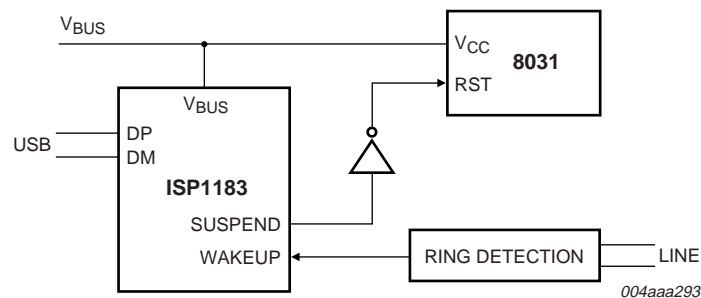 VBUS
VCC
8031
RST
VBUS
USB
DP
DM
ISP1183
SUSPEND
WAKEUP
RING DETECTION
LINE
004aaa293